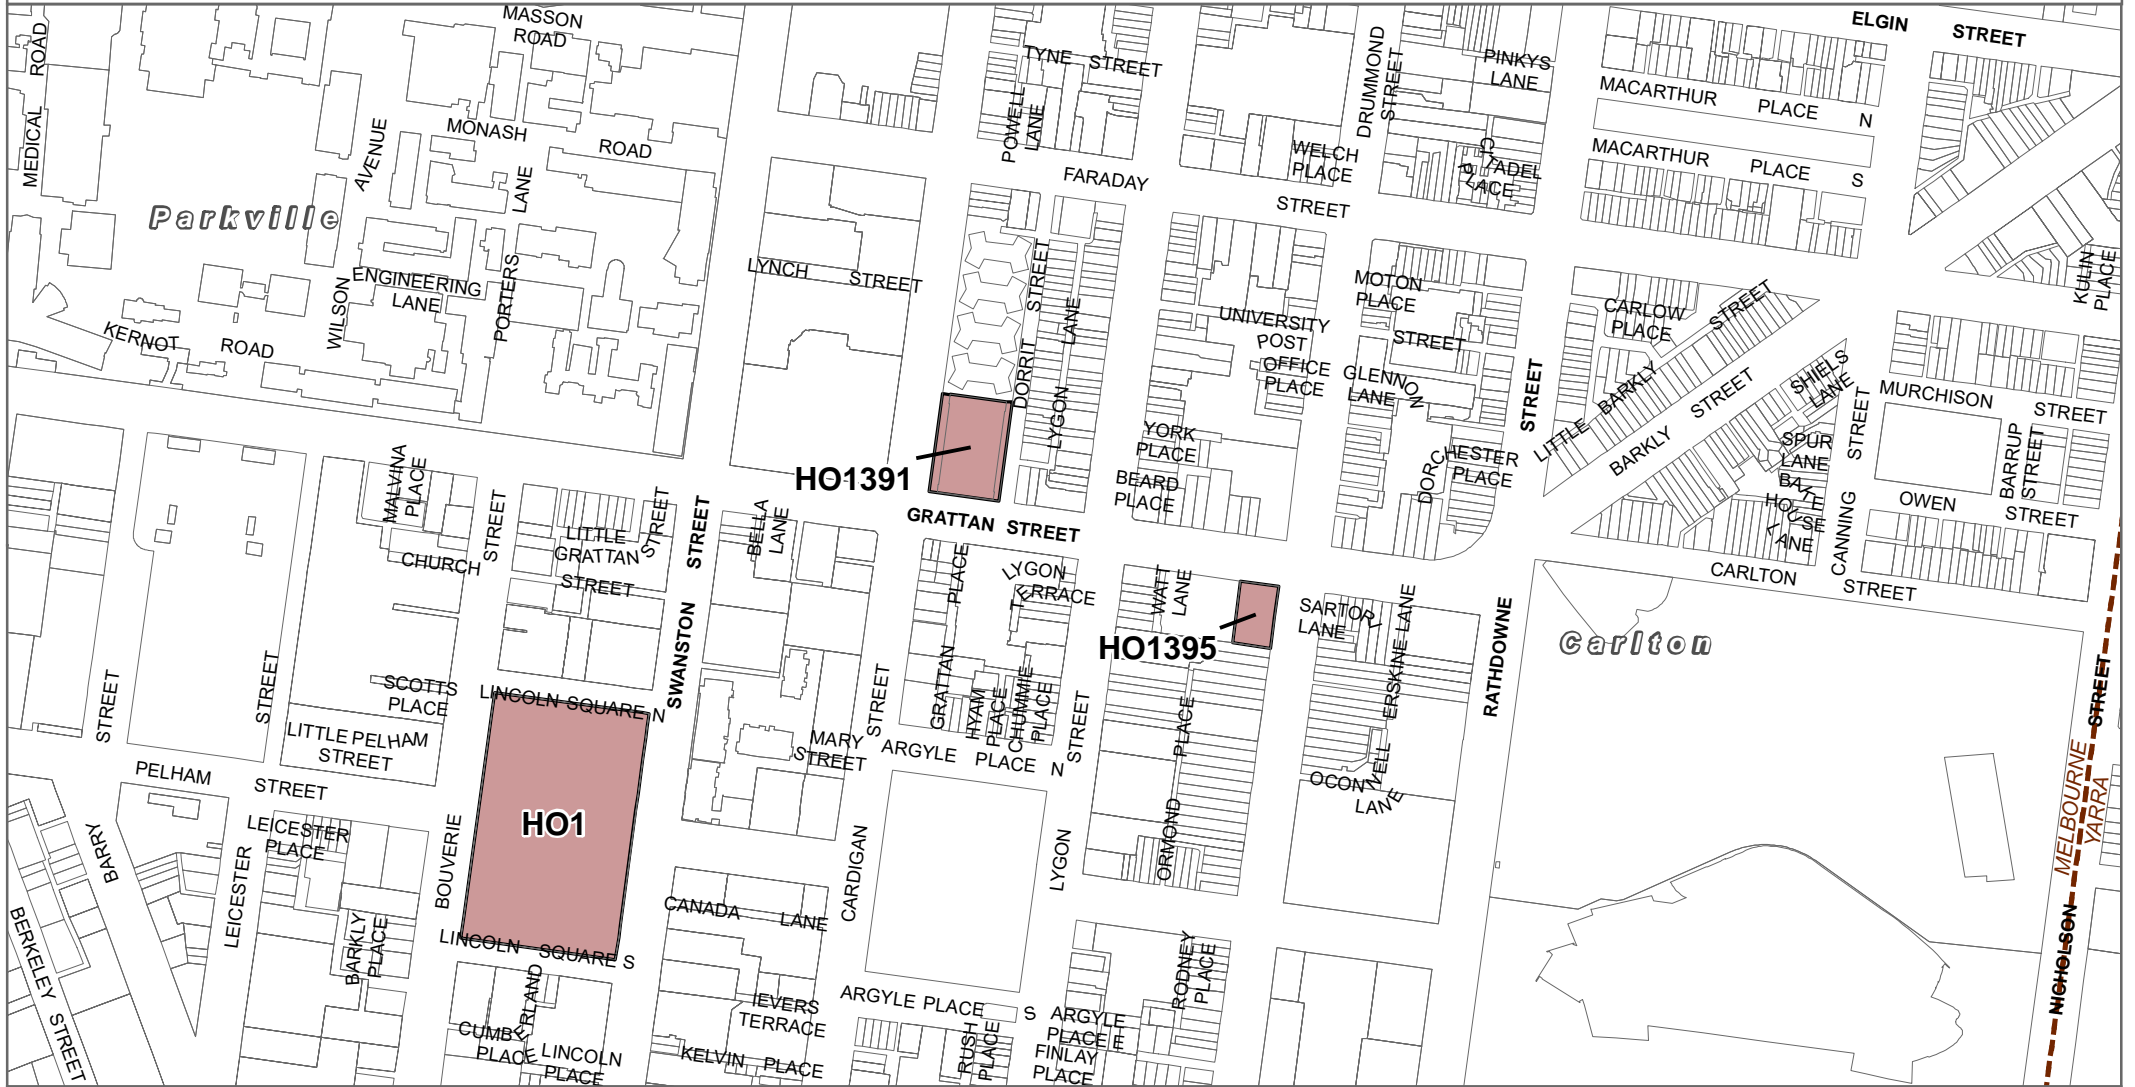 MASSON
ROAD
ELGIN STREET
MEDICAL ROAD
TYNE STREET
DRUMMOND
STREET
PINKYS
LANE
MACARTHUR PLACE N
POWELL
LANE
AVENUE
MONASH ROAD
WELCH
PLACE
CITADEL
PLACE
MACARTHUR PLACE S
FARADAY STREET
LANE
Parkville
LYNCH STREET
ENGINEERING
LANE
WILSON
PORTERS
DORRIT STREET
LYGON LANE
MOTON
PLACE
KULIN
PLACE
CARLOW
PLACE
UNIVERSITY
POST
OFFICE
PLACE
STREET
GLENNON
LANE
KERNOT ROAD
STREET
LITTLE BARKLY STREET
BARKLY STREET
SHIELS
LANE
MURCHISON STREET
YORK
PLACE
BEARD
PLACE
DORCHESTER
PLACE
SPUR
LANE
BAKE
HOUSE
LANE
CANNING STREET
BARRUP
STREET
OWEN STREET
HO1391
MALVINA
PLACE
STREET
GRATTAN STREET
BELLA
LANE
LITTLE
GRATTAN
STREET
STREET
CHURCH
SWANSTON STREET
GRATTAN PLACE
LYGON
TERRACE
WATT
LANE
CARLTON STREET
HO1395
SARTORI
LANE
ERSKINE LANE
RATHDOWNE
Carlton
SCOTTS
PLACE
LINCOLN SQUARE N
LITTLE PELHAM
STREET
STREET
STREET
STREET
HYAM
PLACE
CHUMMIE
PLACE
MARY
STREET
ARGYLE PLACE N
STREET
ORMOND PLACE
OCONNELL
LANE
PELHAM STREET
LEICESTER
PLACE
HO1
BARRY
LEICESTER
BOUVERIE
CARDIGAN
LYGON
MELBOURNE
YARRA
NICHOLSON STREET
BERKELEY STREET
BARKLY
PLACE
LINCOLN SQUARE S
CANADA LANE
RODNEY
PLACE
CUMBERLAND
PLACE
LINCOLN
PLACE
IEVERS
TERRACE
KELVIN PLACE
ARGYLE PLACE S
RUSH
PLACE
ARGYLE
PLACE E
FINLAY
PLACE